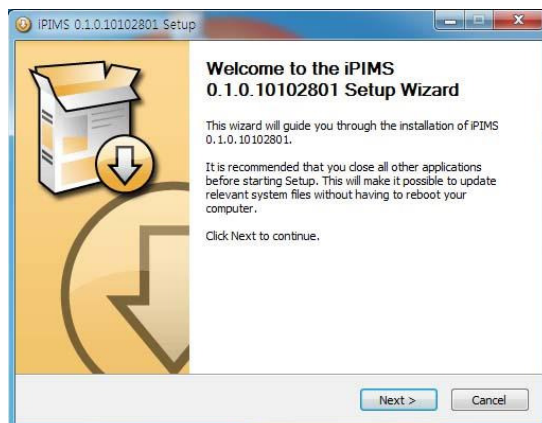 iPIMS 0.1.0.10102801 Setup
Welcome to the iPIMS
0.1.0.10102801 Setup Wizard
This wizard will guide you through the installation of iPIMS
0.1.0.10102801.
It is recommended that you close all other applications
before starting Setup. This will make it possible to update
relevant system files without having to reboot your
computer.
Click Next to continue.
Next >
Cancel